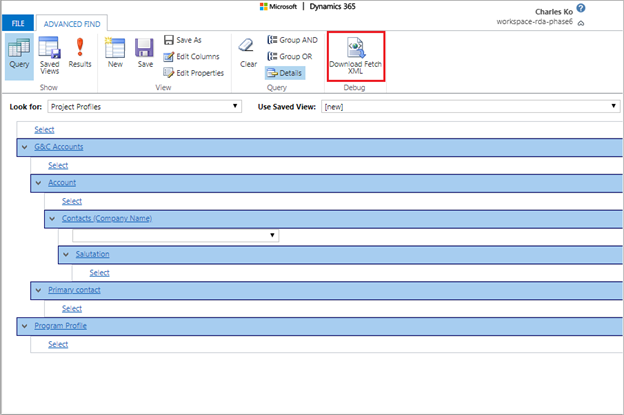 Microsoft | Dynamics 365
Charles Ko
workspace-rda-phase6
FILE
ADVANCED FIND
Query
Saved Views
Results
Show
New
Save
Save As
Edit Columns
Edit Properties
View
Clear
Group AND
Group OR
Details
Query
Download Fetch XML
Debug
Look for: Project Profiles
Use Saved View: [new]
Select
G&C Accounts
Select
Account
Select
Contacts (Company Name)
Salutation
Select
Primary contact
Select
Program Profile
Select